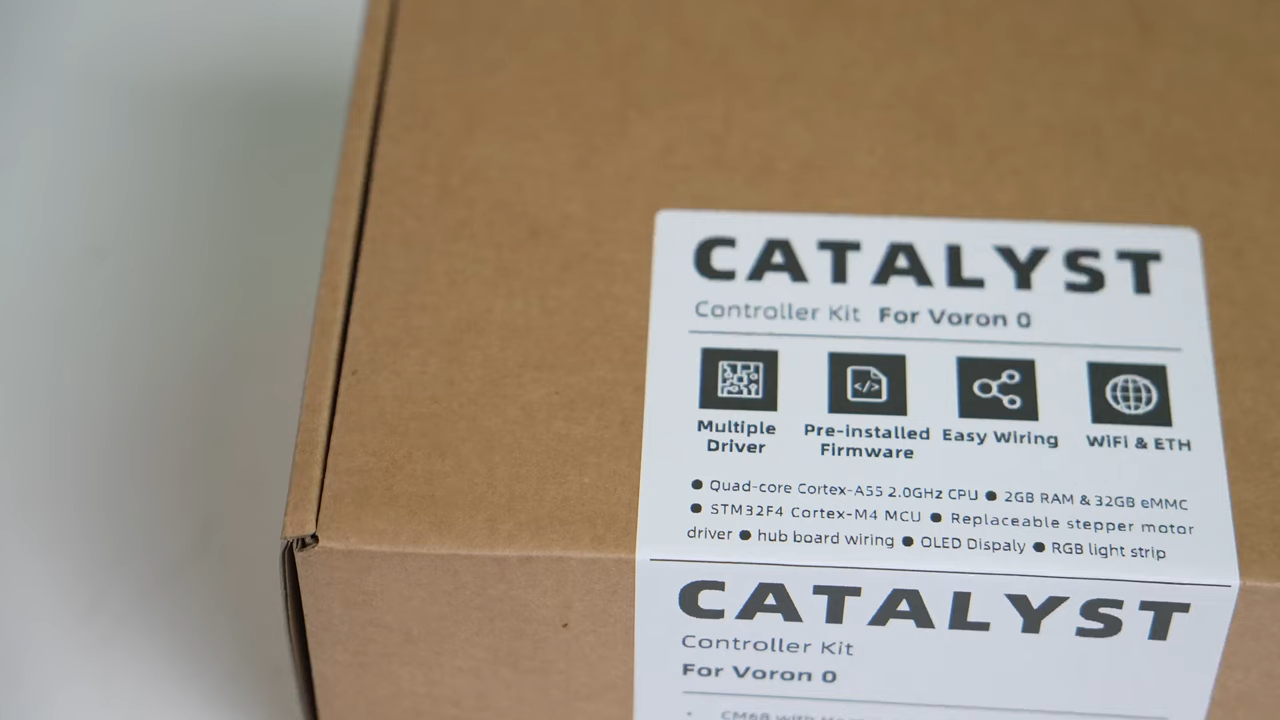 CATALYST
Controller Kit For Voron 0
Multiple Driver
Pre-installed Firmware
Easy Wiring
WiFi & ETH
● Quad-core Cortex-A55 2.0GHz CPU ● 2GB RAM & 32GB eMMC
● STM32F4 Cortex-M4 MCU ● Replaceable stepper motor
driver ● hub board wiring ● OLED Dispaly ● RGB light strip
CATALYST
Controller Kit
For Voron 0